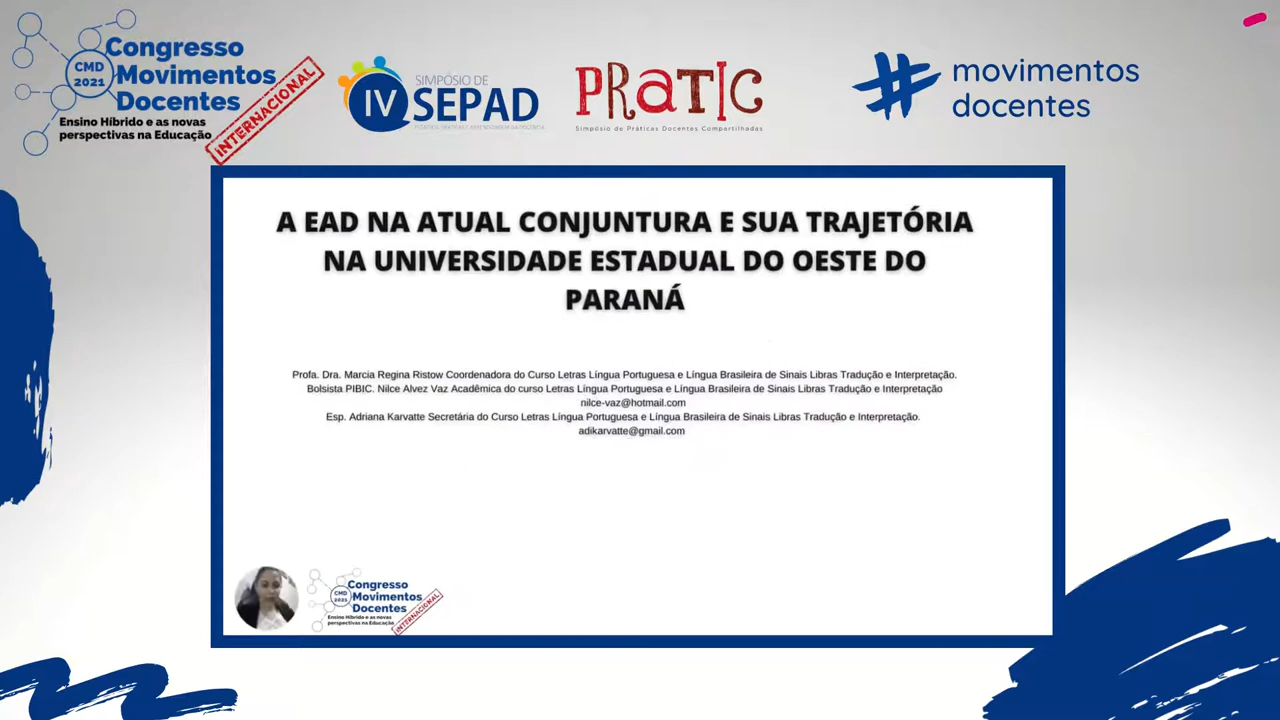 CMD
2021
Congresso
Movimentos
Docentes
Ensino Híbrido e as novas
perspectivas na Educação
INTERNACIONAL
SIMPÓSIO DE
IV SEPAD
PRATIC
Simpósio de Práticas Docentes Compartilhadas
# movimentos
docentes
A EAD NA ATUAL CONJUNTURA E SUA TRAJETÓRIA
NA UNIVERSIDADE ESTADUAL DO OESTE DO
PARANÁ
Profa. Dra. Marcia Regina Ristow Coordenadora do Curso Letras Língua Portuguesa e Língua Brasileira de Sinais Libras Tradução e Interpretação.
Bolsista PIBIC. Nilce Alvez Vaz Acadêmica do curso Letras Língua Portuguesa e Língua Brasileira de Sinais Libras Tradução e Interpretação
nilce-vaz@hotmail.com
Esp. Adriana Karvatte Secretária do Curso Letras Língua Portuguesa e Língua Brasileira de Sinais Libras Tradução e Interpretação.
adikarvatte@gmail.com
CMD
2021
Congresso
Movimentos
Docentes
Ensino Híbrido e as novas
perspectivas na Educação
INTERNACIONAL